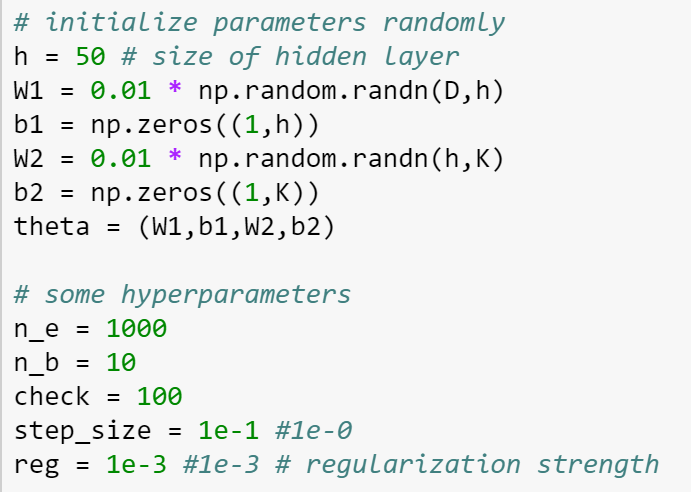 # initialize parameters randomly
h = 50 # size of hidden layer
W1 = 0.01 * np.random.randn(D,h)
b1 = np.zeros((1,h))
W2 = 0.01 * np.random.randn(h,K)
b2 = np.zeros((1,K))
theta = (W1,b1,W2,b2)

# some hyperparameters
n_e = 1000
n_b = 10
check = 100
step_size = 1e-1 #1e-0
reg = 1e-3 #1e-3 # regularization strength